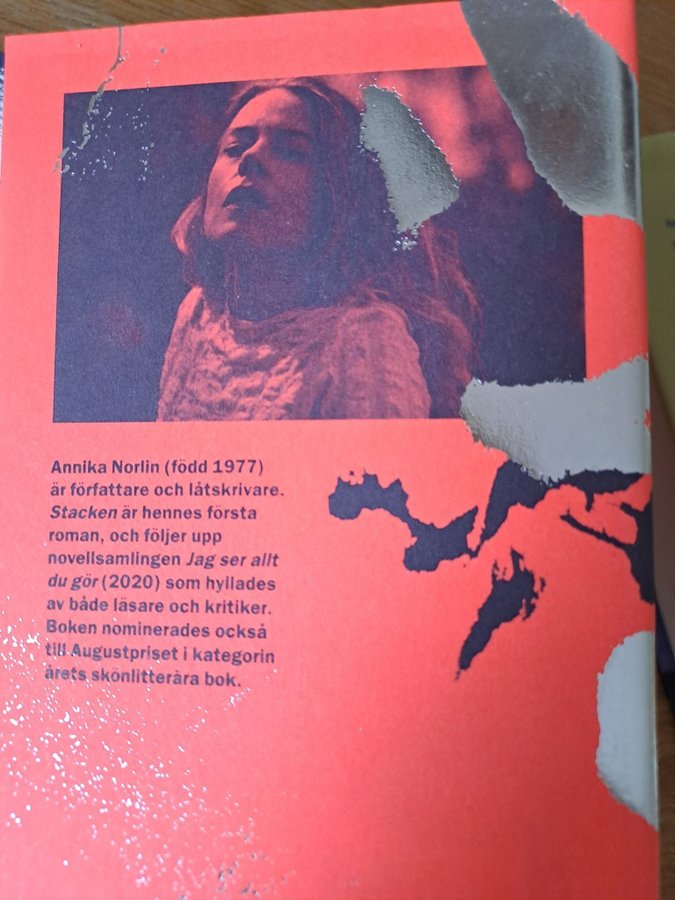 Annika Norlin (född 1977)
är författare och låtskrivare.
Stacken är hennes första
roman, och följer upp
novellsamlingen Jag ser allt
du gör (2020) som hyllades
av både läsare och kritiker.
Boken nominerades också
till Augustpriset i kategorin
årets skönlitterära bok.